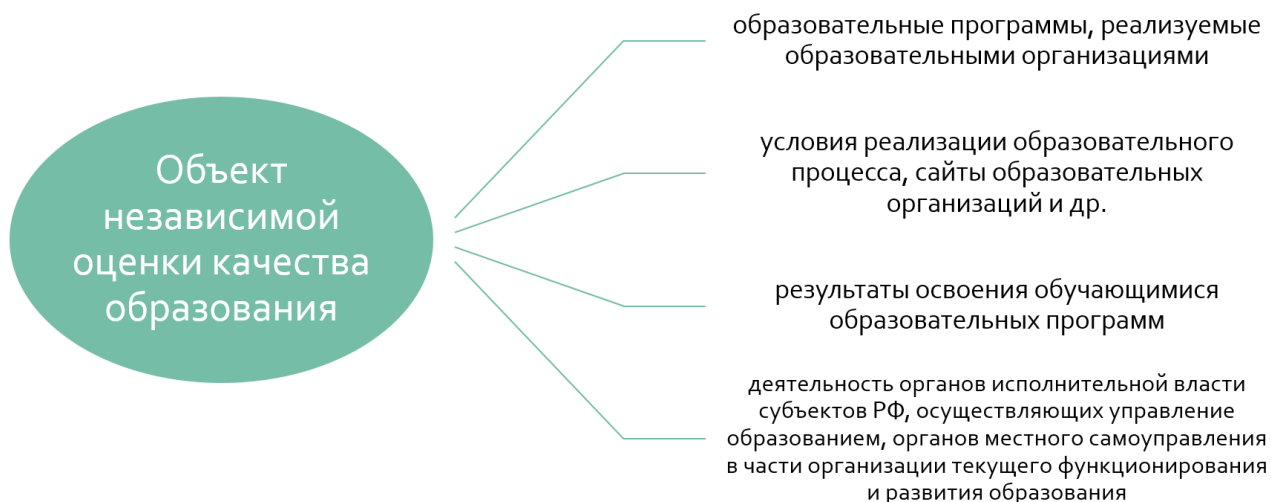 Объект
независимой
оценки качества
образования
образовательные программы, реализуемые
образовательными организациями
условия реализации образовательного
процесса, сайты образовательных
организаций и др.
результаты освоения обучающимися
образовательных программ
деятельность органов исполнительной власти
субъектов РФ, осуществляющих управление
образованием, органов местного самоуправления
в части организации текущего функционирования
и развития образования